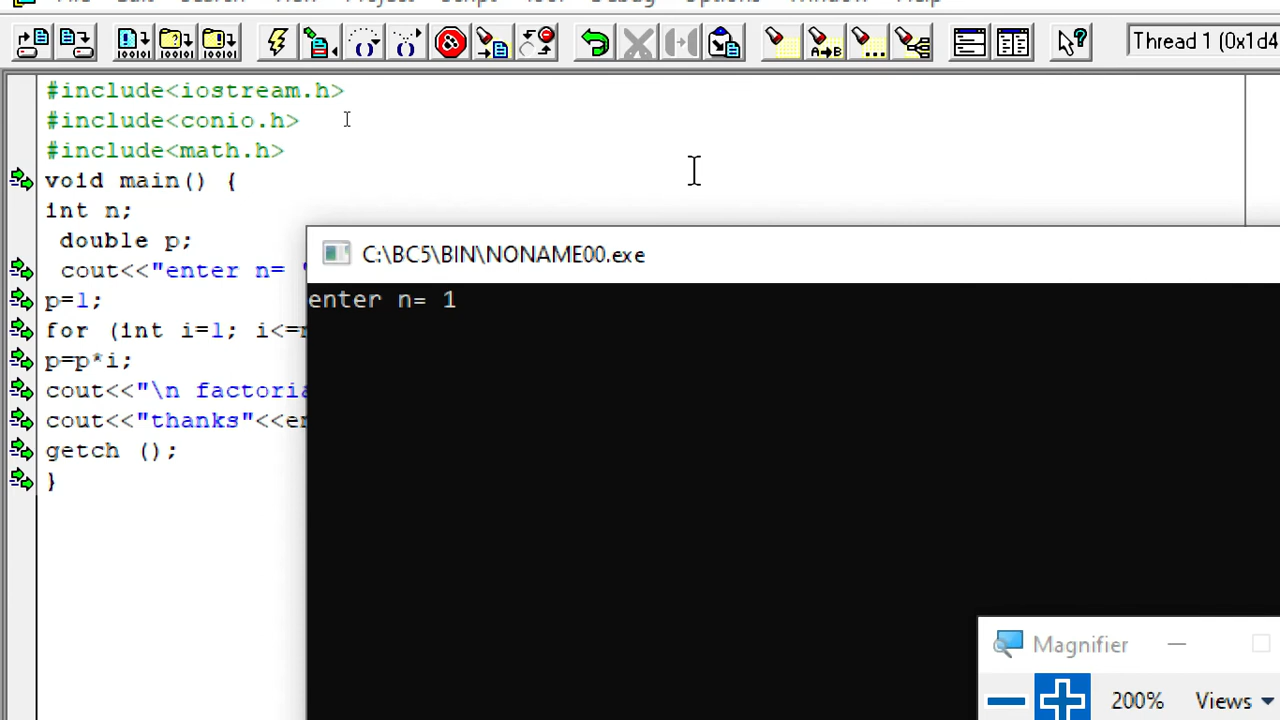 Thread 1 (0x1d4
#include<iostream.h>
#include<conio.h>
#include<math.h>
void main() {
int n;
double p;
cout<<"enter n= "
p=1;
for (int i=1; i<=n
p=p*i;
cout<<"\n factoria
cout<<"thanks"<<en
getch ();
}
C:\BC5\BIN\NONAME00.exe
enter n= 1
Magnifier
200%
Views